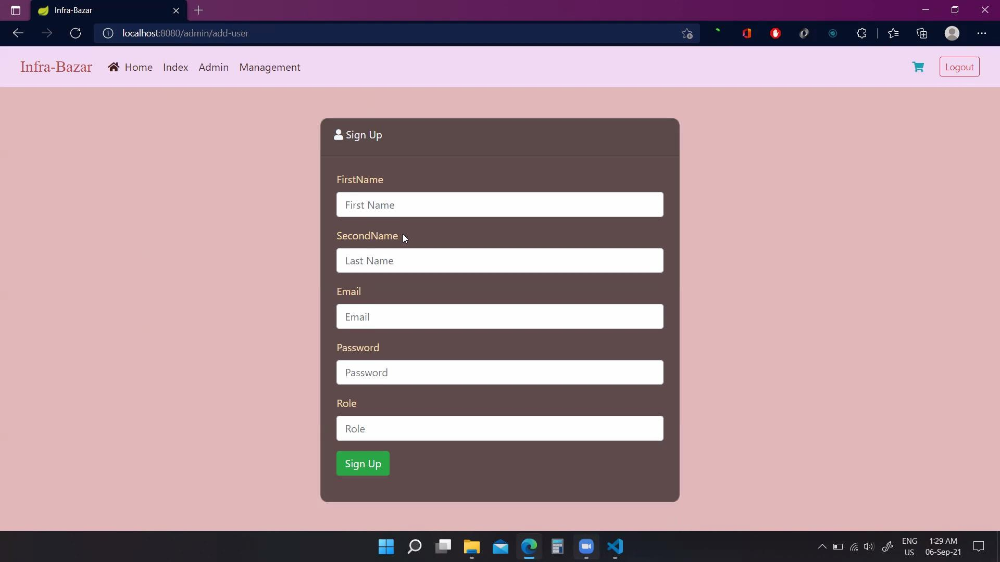 Infra-Bazar
localhost:8080/admin/add-user
Infra-Bazar Home Index Admin Management Logout
Sign Up
FirstName
First Name
SecondName
Last Name
Email
Email
Password
Password
Role
Role
Sign Up
ENG 1:29 AM
US 06-Sep-21